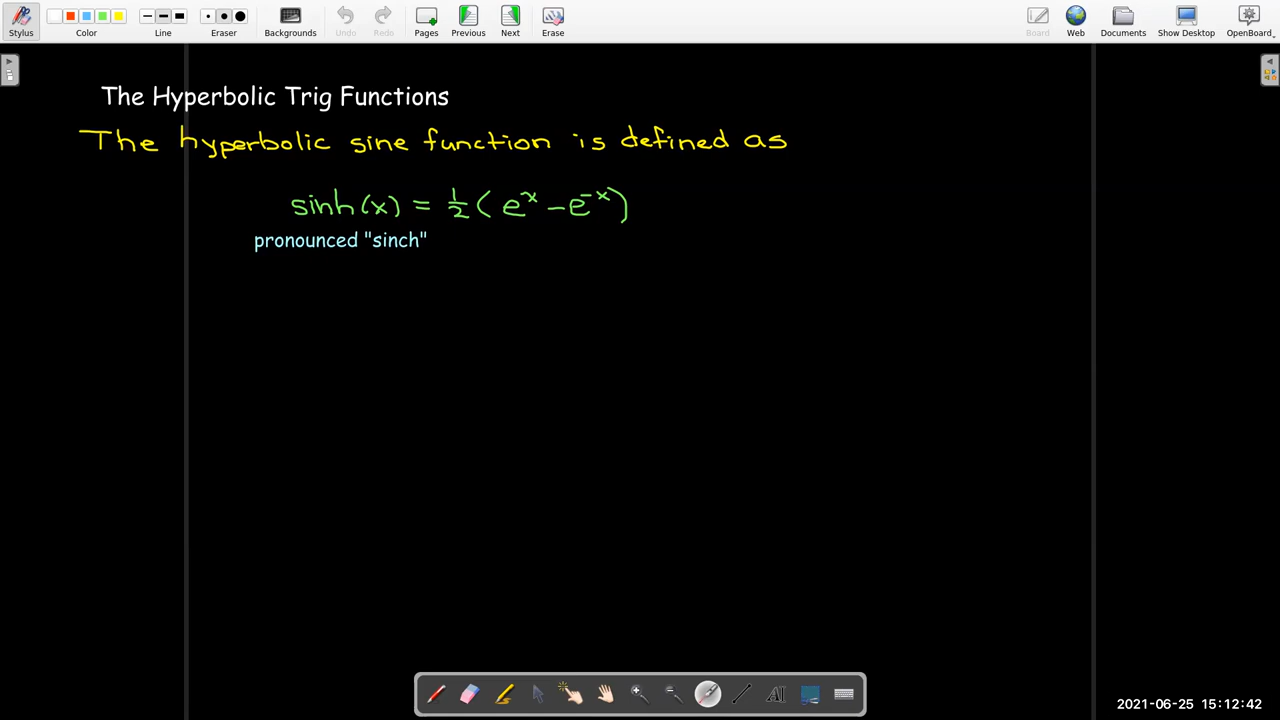 Stylus Color Line Eraser Backgrounds Undo Redo Pages Previous Next Erase Board Web Documents Show Desktop OpenBoard
The Hyperbolic Trig Functions
The hyperbolic sine function is defined as
sinh(x) = ½(eˣ − e⁻ˣ)
pronounced "sinch"
2021-06-25 15:12:42